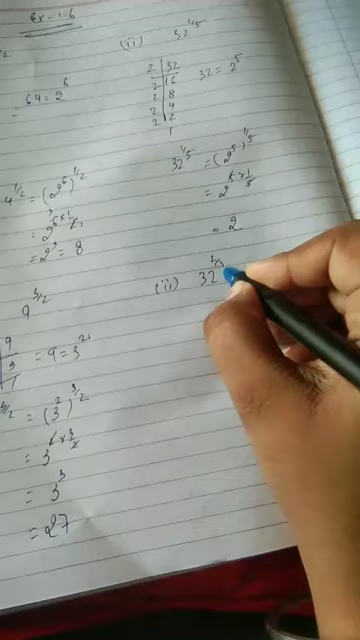 Ex-1.6
64 = 2^6
4^1/2 = (2^6)^1/2
= 2^6×1/2
= 2^3 = 8
9^3/2
9
3
1
= 9 = 3^2
3/2 = (3^2)^3/2
= 3^2×3/2
= 3^3
= 27
(ii) 32^1/5
2 | 32
2 | 16
2 | 8
2 | 4
2 | 2
1
32 = 2^5
32^1/5 = (2^5)^1/5
= 2^5×1/5
= 2
(ii) 32